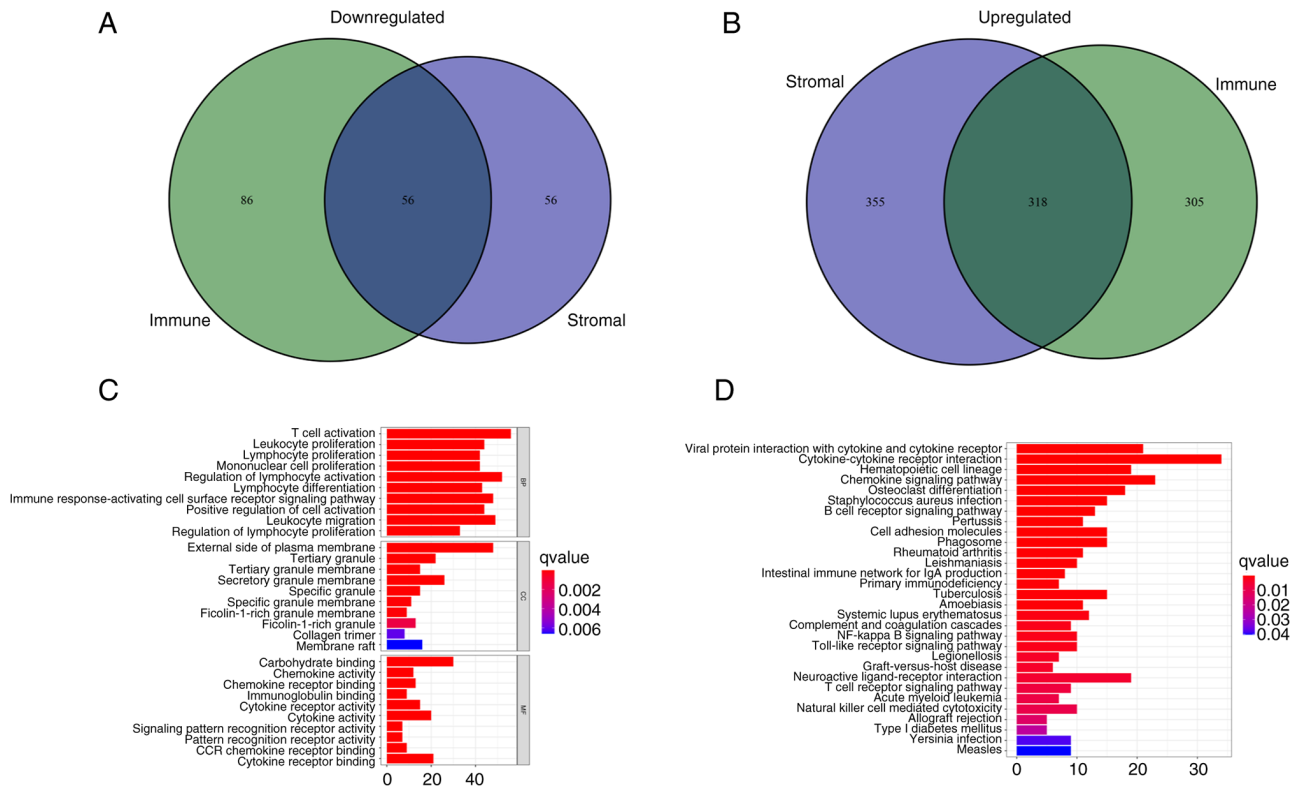 A
Downregulated
86
56
56
Immune
Stromal
B
Upregulated
Stromal
Immune
355
318
305
C
T cell activation
Leukocyte proliferation
Lymphocyte proliferation
Mononuclear cell proliferation
Regulation of lymphocyte activation
Lymphocyte differentiation
Immune response-activating cell surface receptor signaling pathway
Positive regulation of cell activation
Leukocyte migration
Regulation of lymphocyte proliferation
BP
External side of plasma membrane
Tertiary granule
Tertiary granule membrane
Secretory granule membrane
Specific granule
Specific granule membrane
Ficolin-1-rich granule membrane
Ficolin-1-rich granule
Collagen trimer
Membrane raft
CC
Carbohydrate binding
Chemokine activity
Chemokine receptor binding
Immunoglobulin binding
Cytokine receptor activity
Cytokine activity
Signaling pattern recognition receptor activity
Pattern recognition receptor activity
CCR chemokine receptor binding
Cytokine receptor binding
MF
0 20 40
qvalue
0.002
0.004
0.006
D
Viral protein interaction with cytokine and cytokine receptor
Cytokine-cytokine receptor interaction
Hematopoietic cell lineage
Chemokine signaling pathway
Osteoclast differentiation
Staphylococcus aureus infection
B cell receptor signaling pathway
Pertussis
Cell adhesion molecules
Phagosome
Rheumatoid arthritis
Leishmaniasis
Intestinal immune network for IgA production
Primary immunodeficiency
Tuberculosis
Amoebiasis
Systemic lupus erythematosus
Complement and coagulation cascades
NF-kappa B signaling pathway
Toll-like receptor signaling pathway
Legionellosis
Graft-versus-host disease
Neuroactive ligand-receptor interaction
T cell receptor signaling pathway
Acute myeloid leukemia
Natural killer cell mediated cytotoxicity
Allograft rejection
Type I diabetes mellitus
Yersinia infection
Measles
0 10 20 30
qvalue
0.01
0.02
0.03
0.04